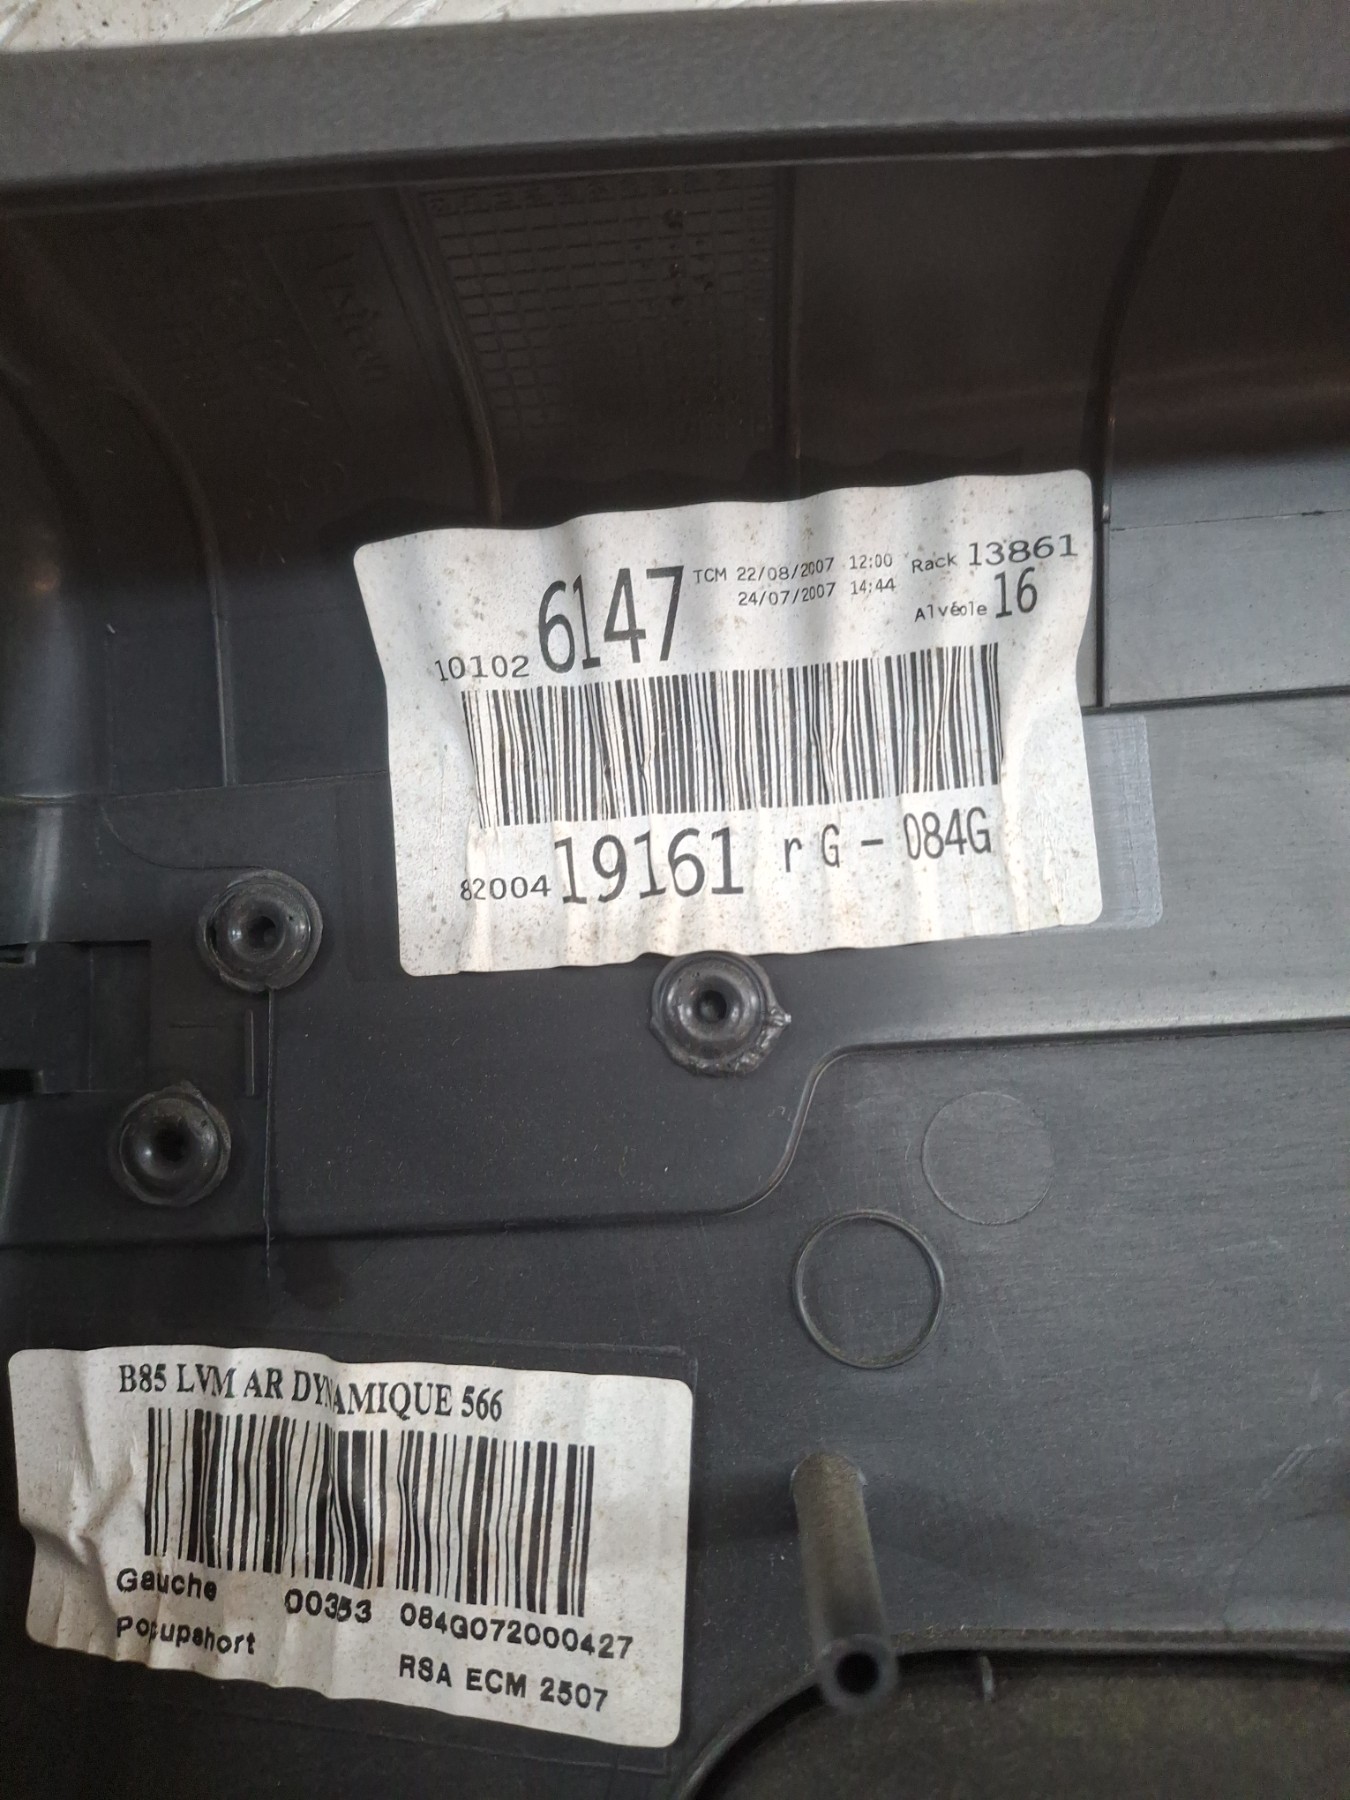 TCM 22/08/2007 12:00 Rack 13861
24/07/2007 14:44 Alvéole 16
10102 6147
82004 19161 rG - 084G
B85 LVM AR DYNAMIQUE 566
Gauche 00353 084G072000427
Popupshort
RSA ECM 2507